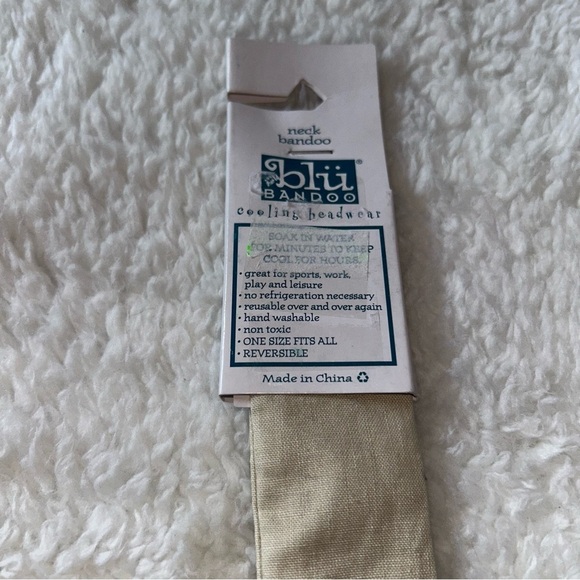 neck
bandoo
blü®
BANDOO
cooling headwear
SOAK IN WATER
FOR MINUTES TO KEEP
COOL FOR HOURS.
• great for sports, work,
play and leisure
• no refrigeration necessary
• reusable over and over again
• hand washable
• non toxic
• ONE SIZE FITS ALL
• REVERSIBLE
Made in China